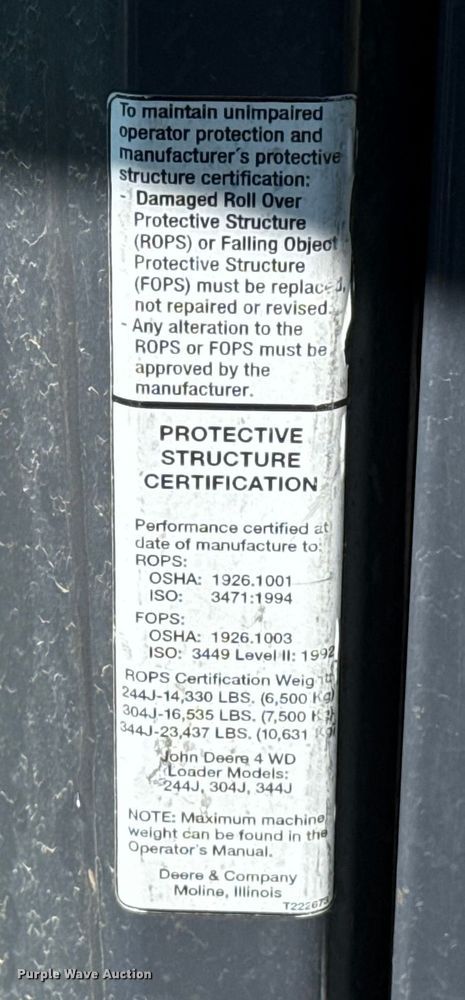 To maintain unimpaired
operator protection and
manufacturer's protective
structure certification:
- Damaged Roll Over
Protective Structure
(ROPS) or Falling Object
Protective Structure
(FOPS) must be replaced,
not repaired or revised.
- Any alteration to the
ROPS or FOPS must be
approved by the
manufacturer.
PROTECTIVE
STRUCTURE
CERTIFICATION
Performance certified at
date of manufacture to:
ROPS:
OSHA: 1926.1001
ISO: 3471:1994
FOPS:
OSHA: 1926.1003
ISO: 3449 Level II: 1992
ROPS Certification Weight
244J-14,330 LBS. (6,500 Kg)
304J-16,535 LBS. (7,500 Kg)
344J-23,437 LBS. (10,631 Kg)
John Deere 4 WD
Loader Models:
244J, 304J, 344J
NOTE: Maximum machine
weight can be found in the
Operator's Manual.
Deere & Company
Moline, Illinois
T222673
Purple Wave Auction